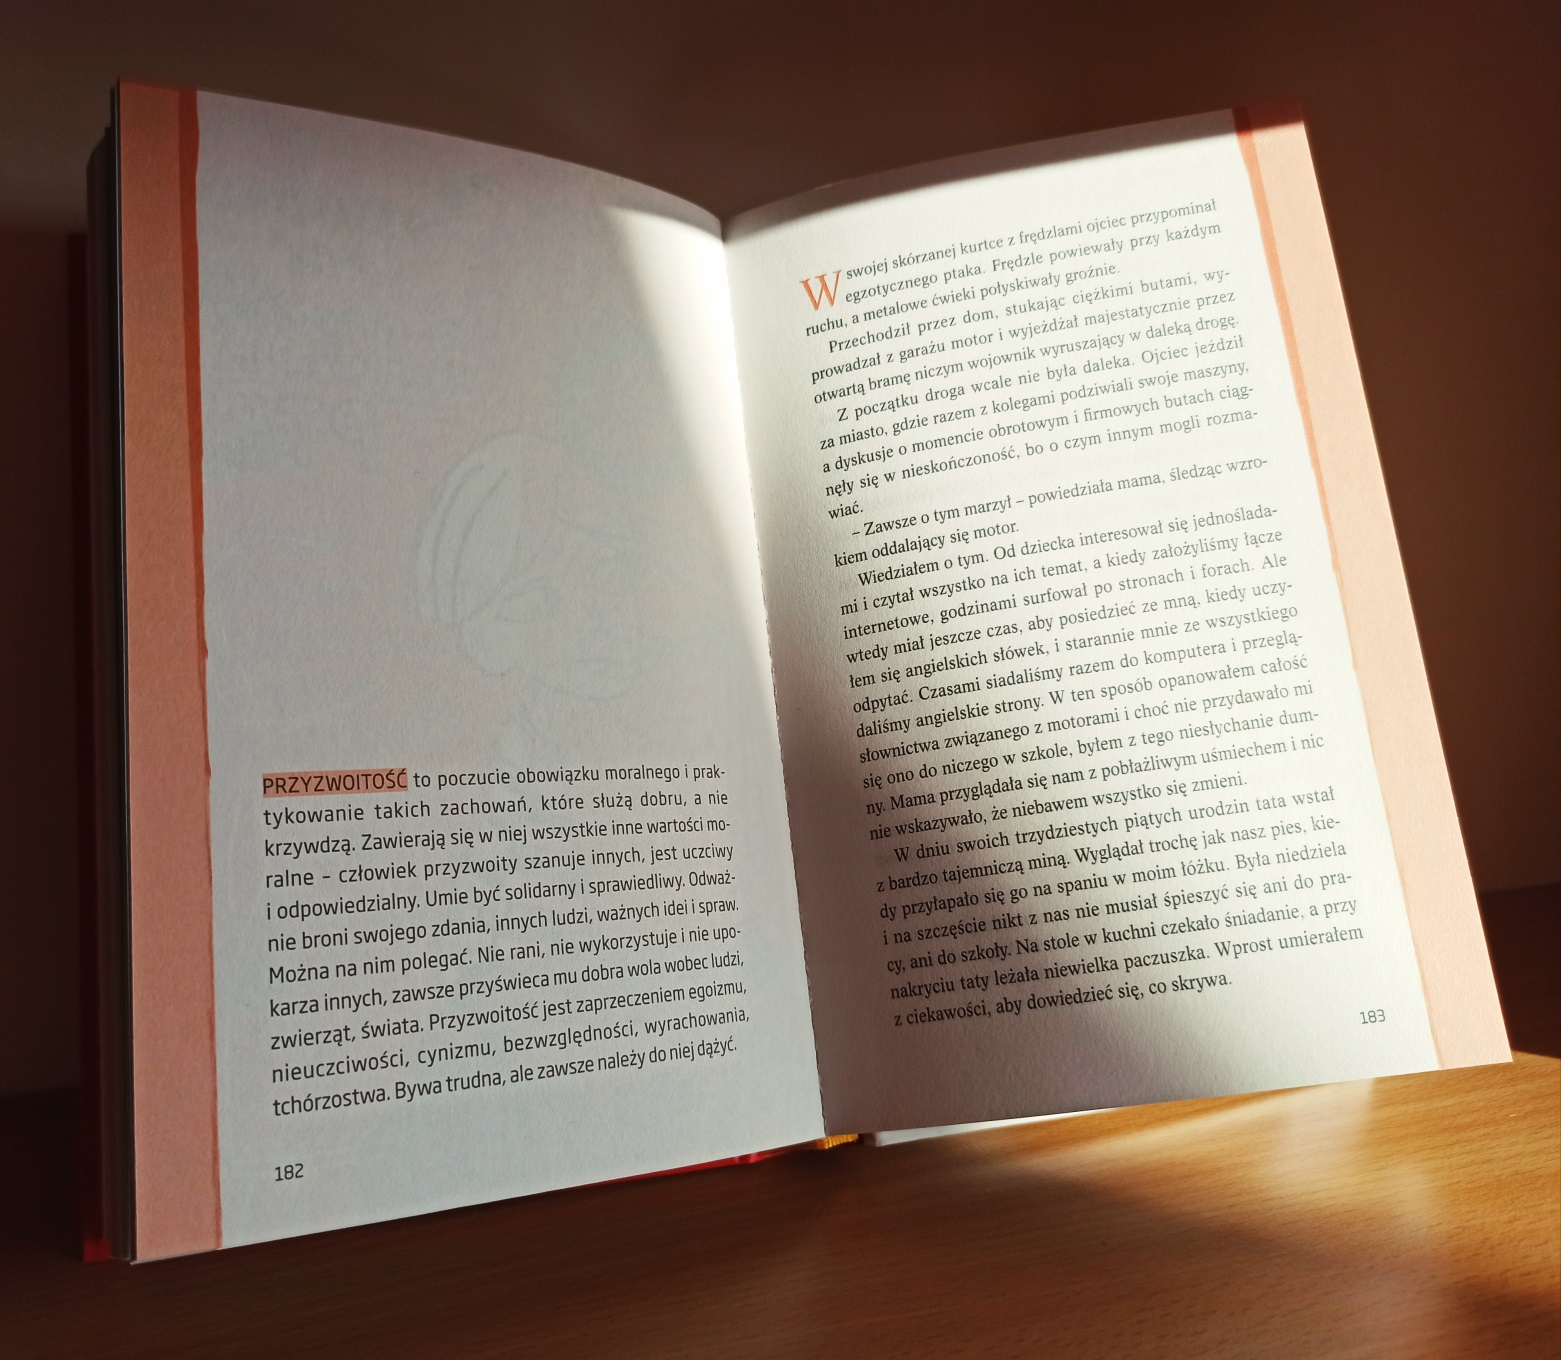 PRZYZWOITOŚĆ to poczucie obowiązku moralnego i prak-
tykowanie takich zachowań, które służą dobru, a nie
krzywdzą. Zawierają się w niej wszystkie inne wartości mo-
ralne – człowiek przyzwoity szanuje innych, jest uczciwy
i odpowiedzialny. Umie być solidarny i sprawiedliwy. Odważ-
nie broni swojego zdania, innych ludzi, ważnych idei i spraw.
Można na nim polegać. Nie rani, nie wykorzystuje i nie upo-
karza innych, zawsze przyświeca mu dobra wola wobec ludzi,
zwierząt, świata. Przyzwoitość jest zaprzeczeniem egoizmu,
nieuczciwości, cynizmu, bezwzględności, wyrachowania,
tchórzostwa. Bywa trudna, ale zawsze należy do niej dążyć.
182
W swojej skórzanej kurtce z frędzlami ojciec przypominał
egzotycznego ptaka. Frędzle powiewały przy każdym
ruchu, a metalowe ćwieki połyskiwały groźnie.
Przechodził przez dom, stukając ciężkimi butami, wy-
prowadzał z garażu motor i wyjeżdżał majestatycznie przez
otwartą bramę niczym wojownik wyruszający w daleką drogę.
Z początku droga wcale nie była daleka. Ojciec jeździł
za miasto, gdzie razem z kolegami podziwiali swoje maszyny,
a dyskusje o momencie obrotowym i firmowych butach ciąg-
nęły się w nieskończoność, bo o czym innym mogli rozma-
wiać.
– Zawsze o tym marzył – powiedziała mama, śledząc wzro-
kiem oddalający się motor.
Wiedziałem o tym. Od dziecka interesował się jednoślada-
mi i czytał wszystko na ich temat, a kiedy założyliśmy łącze
internetowe, godzinami surfował po stronach i forach. Ale
wtedy miał jeszcze czas, aby posiedzieć ze mną, kiedy uczy-
łem się angielskich słówek, i starannie mnie ze wszystkiego
odpytać. Czasami siadaliśmy razem do komputera i przeglą-
daliśmy angielskie strony. W ten sposób opanowałem całość
słownictwa związanego z motorami i choć nie przydawało mi
się ono do niczego w szkole, byłem z tego niesłychanie dum-
ny. Mama przyglądała się nam z pobłażliwym uśmiechem i nic
nie wskazywało, że niebawem wszystko się zmieni.
W dniu swoich trzydziestych piątych urodzin tata wstał
z bardzo tajemniczą miną. Wyglądał trochę jak nasz pies, kie-
dy przyłapało się go na spaniu w moim łóżku. Była niedziela
i na szczęście nikt z nas nie musiał śpieszyć się ani do pra-
cy, ani do szkoły. Na stole w kuchni czekało śniadanie, a przy
nakryciu taty leżała niewielka paczuszka. Wprost umierałem
z ciekawości, aby dowiedzieć się, co skrywa.
183